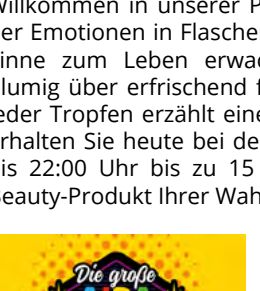 Willkommen in unserer P
er Emotionen in Flasche
inne zum Leben erwac
lumig über erfrischend f
eder Tropfen erzählt eine
rhalten Sie heute bei de
is 22:00 Uhr bis zu 15
Beauty-Produkt Ihrer Wah
Die große